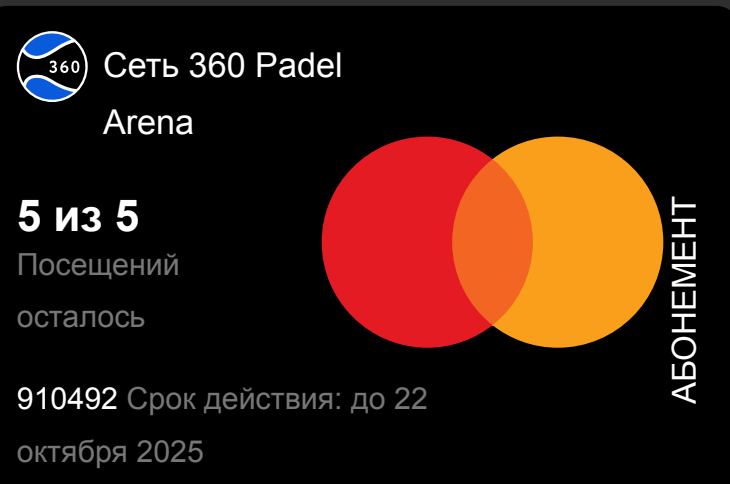 360
Сеть 360 Padel
Arena
5 из 5
Посещений
осталось
910492 Срок действия: до 22
октября 2025
АБОНЕМЕНТ